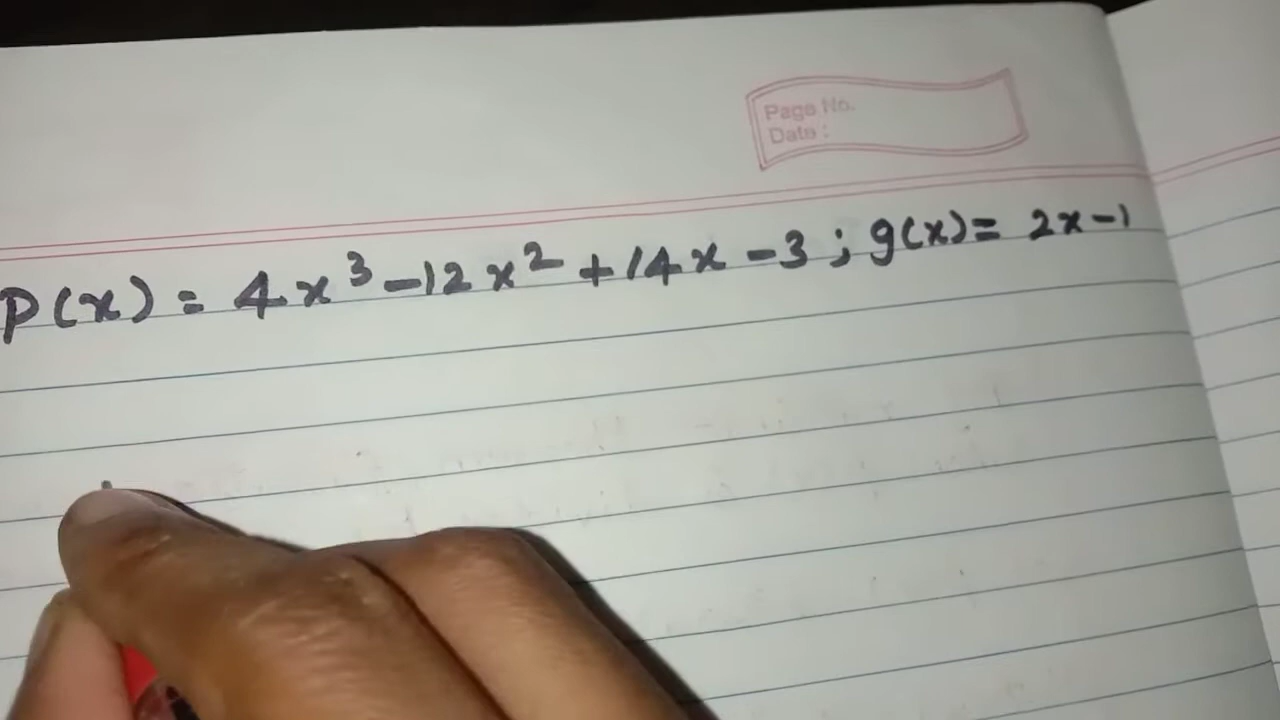 Page No.
Date :
P(x) = 4x³ -12x² +14x -3 ; g(x) = 2x-1